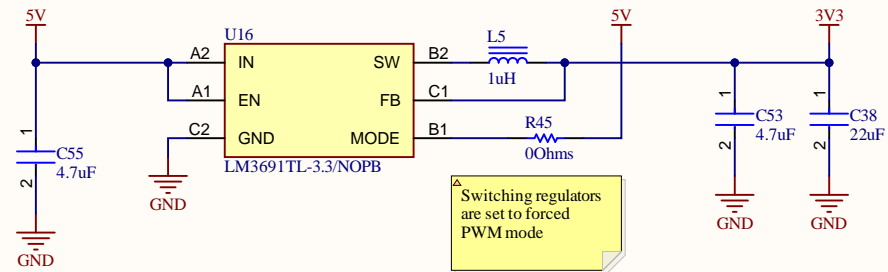 5V
5V
3V3
U16
L5
A2
IN
SW
B2
1uH
A1
EN
FB
C1
C2
GND
MODE
B1
R45
0Ohms
LM3691TL-3.3/NOPB
1
C55
4.7uF
2
GND
GND
1
C53
4.7uF
2
GND
1
C38
22uF
2
GND
Switching regulators
are set to forced
PWM mode